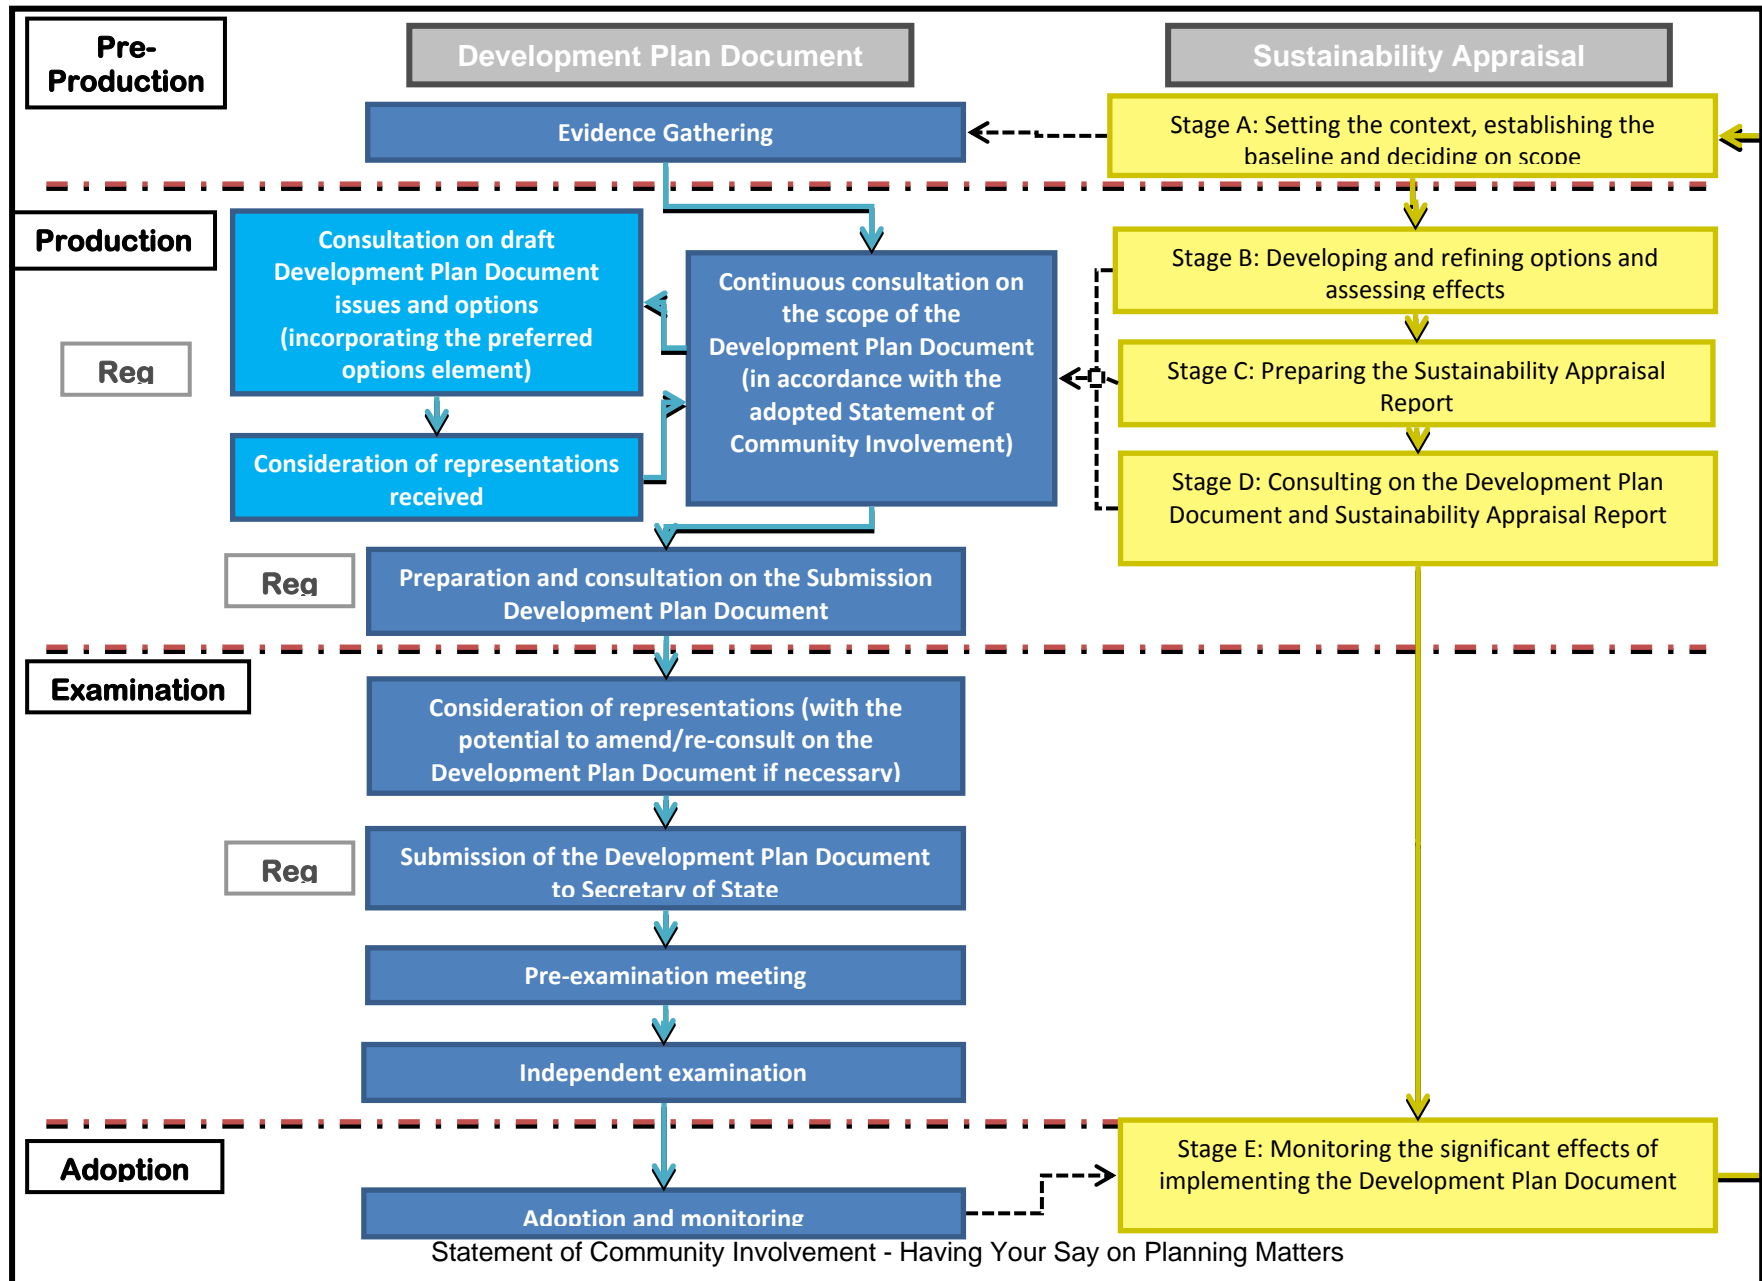 Pre-
Production
Development Plan Document
Sustainability Appraisal
Evidence Gathering
Stage A: Setting the context, establishing the
baseline and deciding on scope
Production
Consultation on draft
Development Plan Document
issues and options
(incorporating the preferred
options element)
Continuous consultation on
the scope of the
Development Plan Document
(in accordance with the
adopted Statement of
Community Involvement)
Stage B: Developing and refining options and
assessing effects
Reg
Stage C: Preparing the Sustainability Appraisal
Report
Consideration of representations
received
Stage D: Consulting on the Development Plan
Document and Sustainability Appraisal Report
Reg
Preparation and consultation on the Submission
Development Plan Document
Examination
Consideration of representations (with the
potential to amend/re-consult on the
Development Plan Document if necessary)
Reg
Submission of the Development Plan Document
to Secretary of State
Pre-examination meeting
Independent examination
Adoption
Stage E: Monitoring the significant effects of
implementing the Development Plan Document
Adoption and monitoring
Statement of Community Involvement - Having Your Say on Planning Matters